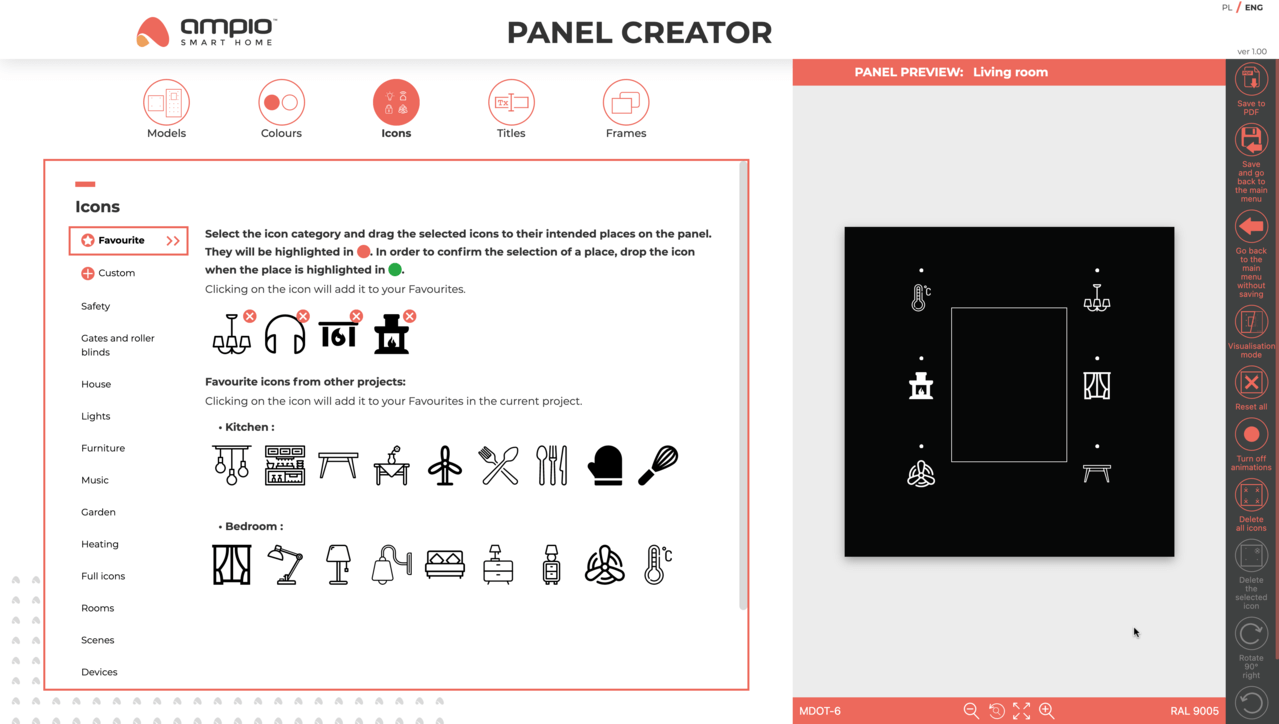 ampio
SMART HOME
PANEL CREATOR
PL / ENG
ver 1.00
Models
Colours
Icons
Tx
Titles
Frames
Icons
Favourite
Custom
Safety
Gates and roller
blinds
House
Lights
Furniture
Music
Garden
Heating
Full icons
Rooms
Scenes
Devices
Select the icon category and drag the selected icons to their intended places on the panel.
They will be highlighted in . In order to confirm the selection of a place, drop the icon
when the place is highlighted in .
Clicking on the icon will add it to your Favourites.
Favourite icons from other projects:
Clicking on the icon will add it to your Favourites in the current project.
• Kitchen :
• Bedroom :
°C
PANEL PREVIEW: Living room
°C
MDOT-6
RAL 9005
Save to
PDF
Save
and go
back to
the main
menu
Go back
to the
main
menu
without
saving
Visualisation
mode
Reset all
Turn off
animations
Delete
all icons
Delete
the
selected
icon
Rotate
90°
right